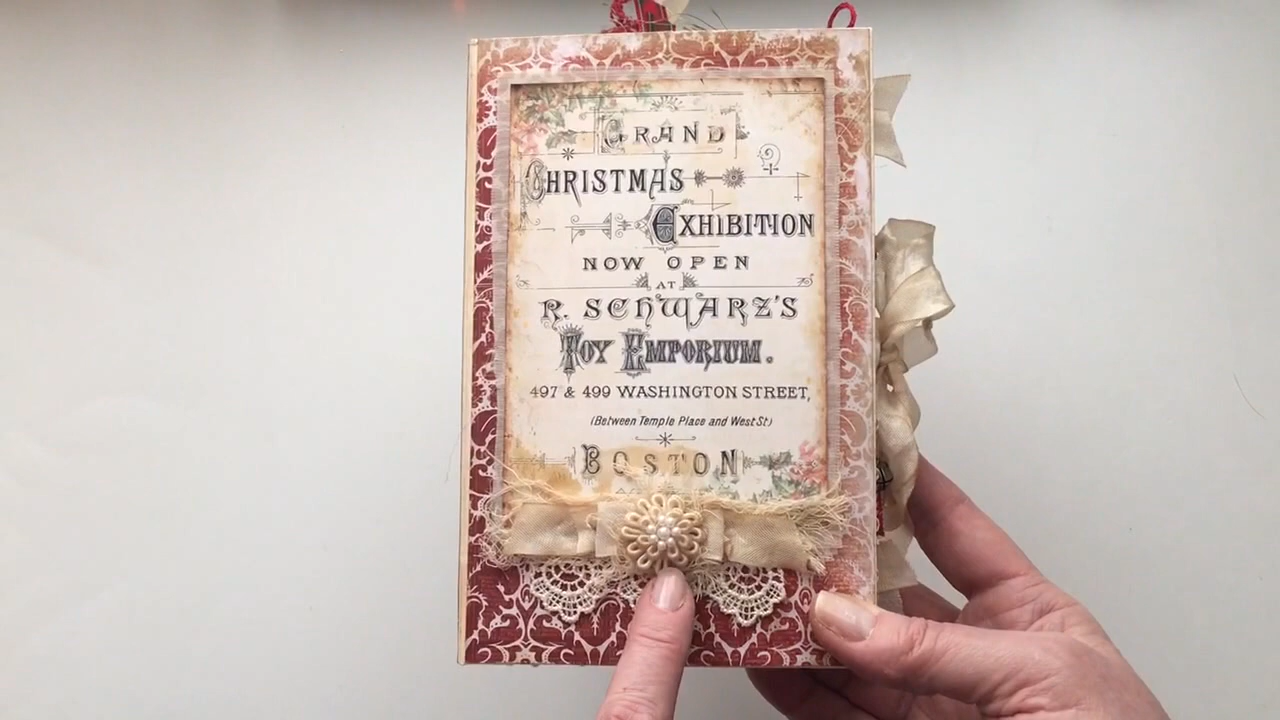 GRAND
CHRISTMAS
EXHIBITION
NOW OPEN
AT
R. SCHWARZ'S
TOY EMPORIUM.
497 & 499 WASHINGTON STREET,
(Between Temple Place and West St)
BOSTON